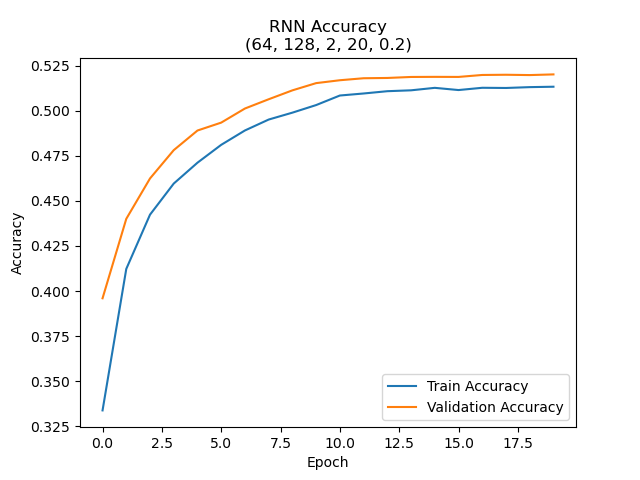 RNN Accuracy
(64, 128, 2, 20, 0.2)
0.525
0.500
0.475
0.450
0.425
0.400
0.375
0.350
0.325
Accuracy
Train Accuracy
Validation Accuracy
0.0 2.5 5.0 7.5 10.0 12.5 15.0 17.5
Epoch